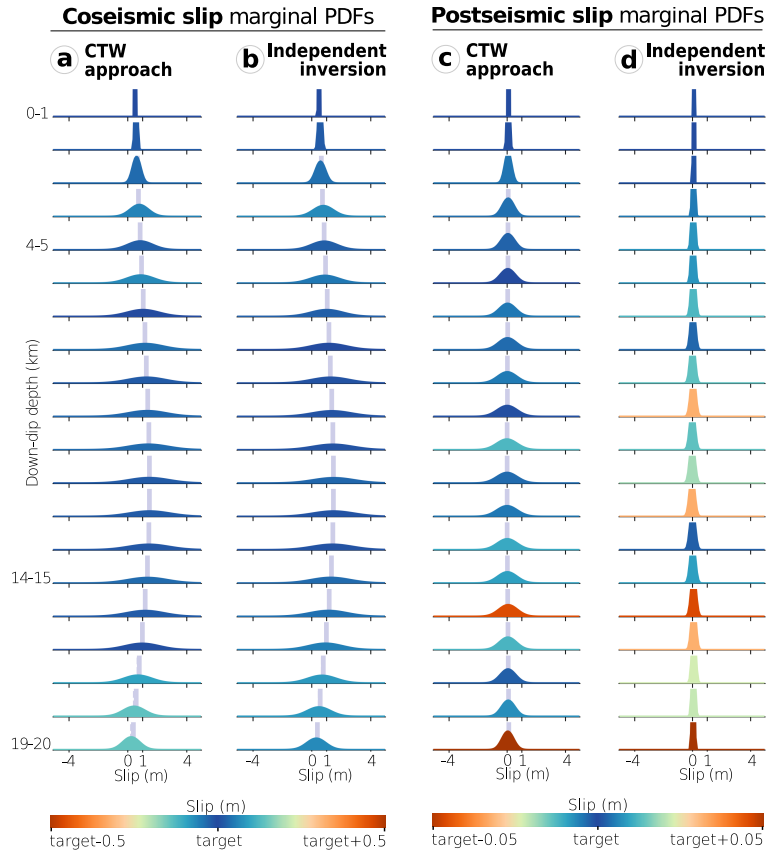 Coseismic slip marginal PDFs
Postseismic slip marginal PDFs
a CTW approach
b Independent inversion
c CTW approach
d Independent inversion
Down-dip depth (km)
0–1
4–5
14–15
19–20
−4 0 1 4
−4 0 1 4
−4 0 1 4
−4 0 1 4
Slip (m)
Slip (m)
Slip (m)
Slip (m)
Slip (m)
target−0.5 target target+0.5
Slip (m)
target−0.05 target target+0.05